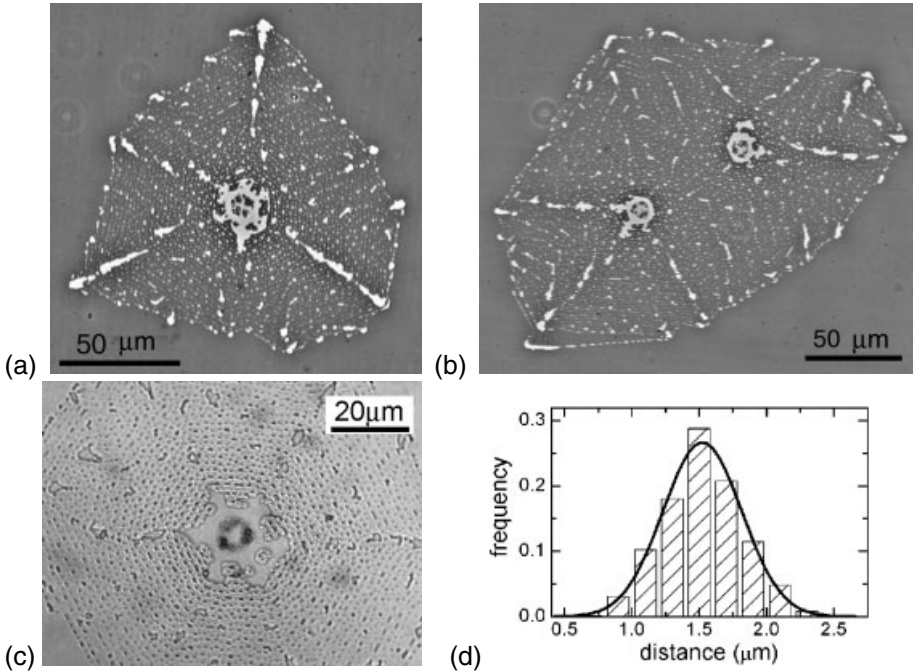 (a)
50 μm
(b)
50 μm
(c)
20μm
(d)
frequency
0.3
0.2
0.1
0.0
0.5 1.0 1.5 2.0 2.5
distance (μm)